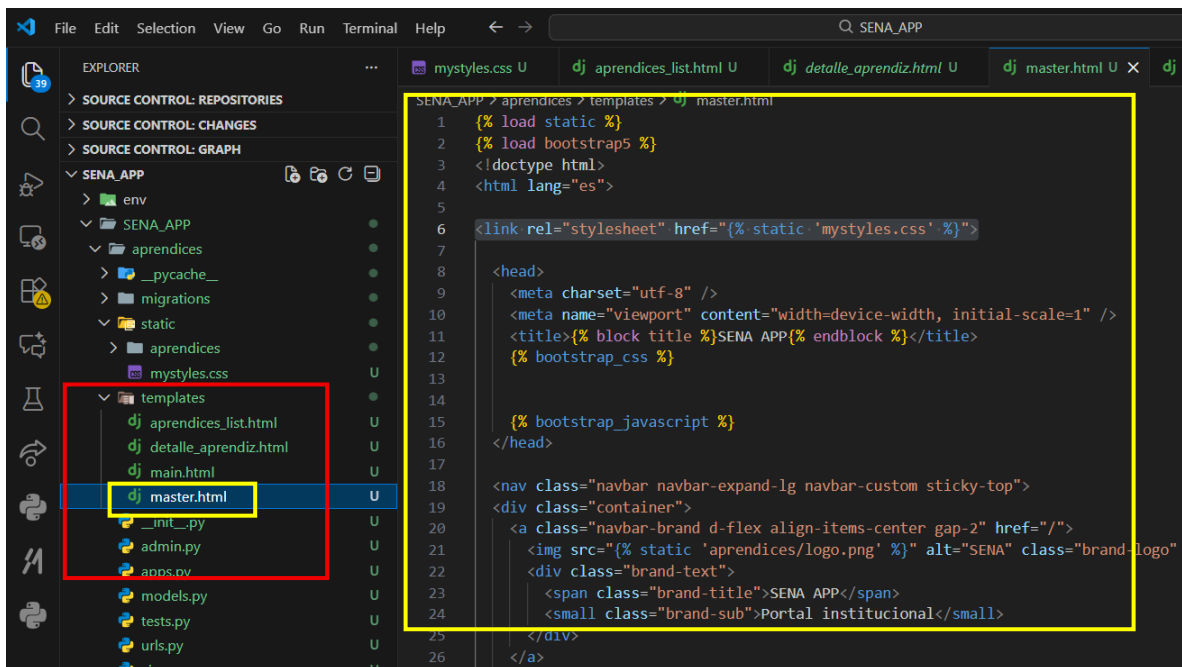 File Edit Selection View Go Run Terminal Help ← → SENA_APP
39
EXPLORER ...
SOURCE CONTROL: REPOSITORIES
SOURCE CONTROL: CHANGES
SOURCE CONTROL: GRAPH
SENA_APP
env
SENA_APP
aprendices
__pycache__
migrations
static
aprendices
mystyles.css U
templates
aprendices_list.html U
detalle_aprendiz.html U
main.html U
master.html U
__init__.py U
admin.py U
apps.py U
models.py U
tests.py U
urls.py U
mystyles.css U dj aprendices_list.html U dj detalle_aprendiz.html U dj master.html U × dj
SENA_APP > aprendices > templates > dj master.html
1 {% load static %}
2 {% load bootstrap5 %}
3 <!doctype html>
4 <html lang="es">
5
6 <link rel="stylesheet" href="{% static 'mystyles.css' %}">
7
8 <head>
9 <meta charset="utf-8" />
10 <meta name="viewport" content="width=device-width, initial-scale=1" />
11 <title>{% block title %}SENA APP{% endblock %}</title>
12 {% bootstrap_css %}
13
14
15 {% bootstrap_javascript %}
16 </head>
17
18 <nav class="navbar navbar-expand-lg navbar-custom sticky-top">
19 <div class="container">
20 <a class="navbar-brand d-flex align-items-center gap-2" href="/">
21 <img src="{% static 'aprendices/logo.png' %}" alt="SENA" class="brand-logo"
22 <div class="brand-text">
23 <span class="brand-title">SENA APP</span>
24 <small class="brand-sub">Portal institucional</small>
25 </div>
26 </a>